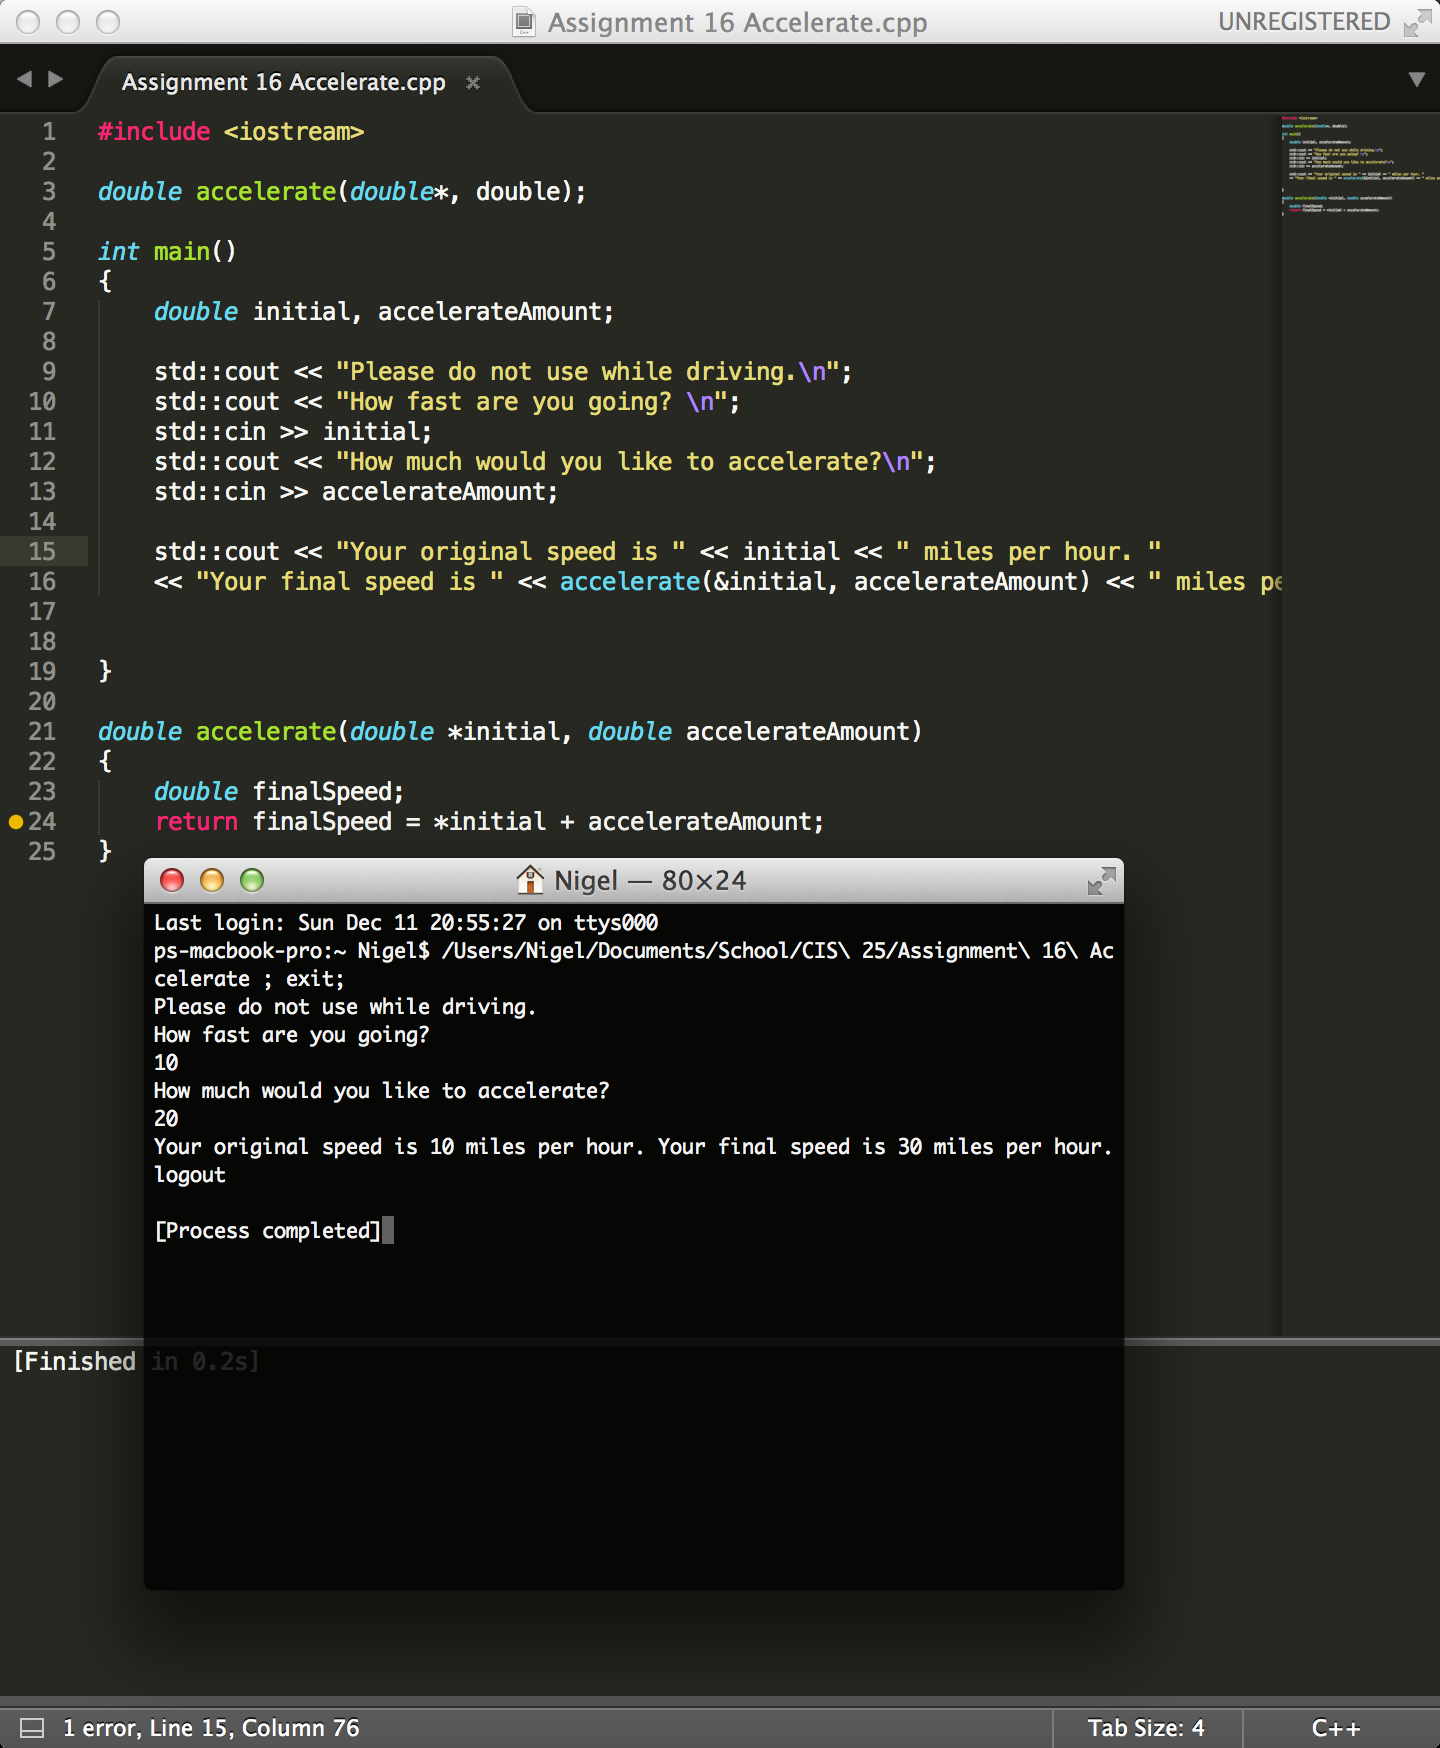 Assignment 16 Accelerate.cpp
UNREGISTERED
Assignment 16 Accelerate.cpp
1 #include <iostream>
2
3 double accelerate(double*, double);
4
5 int main()
6 {
7 double initial, accelerateAmount;
8
9 std::cout << "Please do not use while driving.\n";
10 std::cout << "How fast are you going? \n";
11 std::cin >> initial;
12 std::cout << "How much would you like to accelerate?\n";
13 std::cin >> accelerateAmount;
14
15 std::cout << "Your original speed is " << initial << " miles per hour. "
16 << "Your final speed is " << accelerate(&initial, accelerateAmount) << " miles pe
17
18
19 }
20
21 double accelerate(double *initial, double accelerateAmount)
22 {
23 double finalSpeed;
24 return finalSpeed = *initial + accelerateAmount;
25 }
Nigel — 80×24
Last login: Sun Dec 11 20:55:27 on ttys000
ps-macbook-pro:~ Nigel$ /Users/Nigel/Documents/School/CIS\ 25/Assignment\ 16\ Ac
celerate ; exit;
Please do not use while driving.
How fast are you going?
10
How much would you like to accelerate?
20
Your original speed is 10 miles per hour. Your final speed is 30 miles per hour.
logout
[Process completed]
[Finished in 0.2s]
1 error, Line 15, Column 76
Tab Size: 4
C++